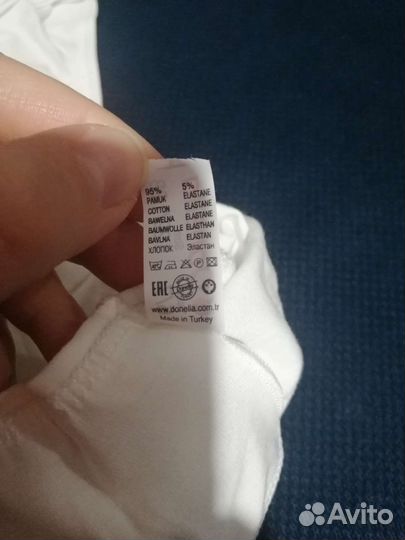 95% 5%
PAMUK ELASTANE
COTTON ELASTANE
BAWELNA ELASTANE
BAUMWOLLE ELASTHAN
BAVLNA ELASTAN
ХЛОПОК Эластан
EAC
www.donella.com.tr
Made in Turkey
Avito